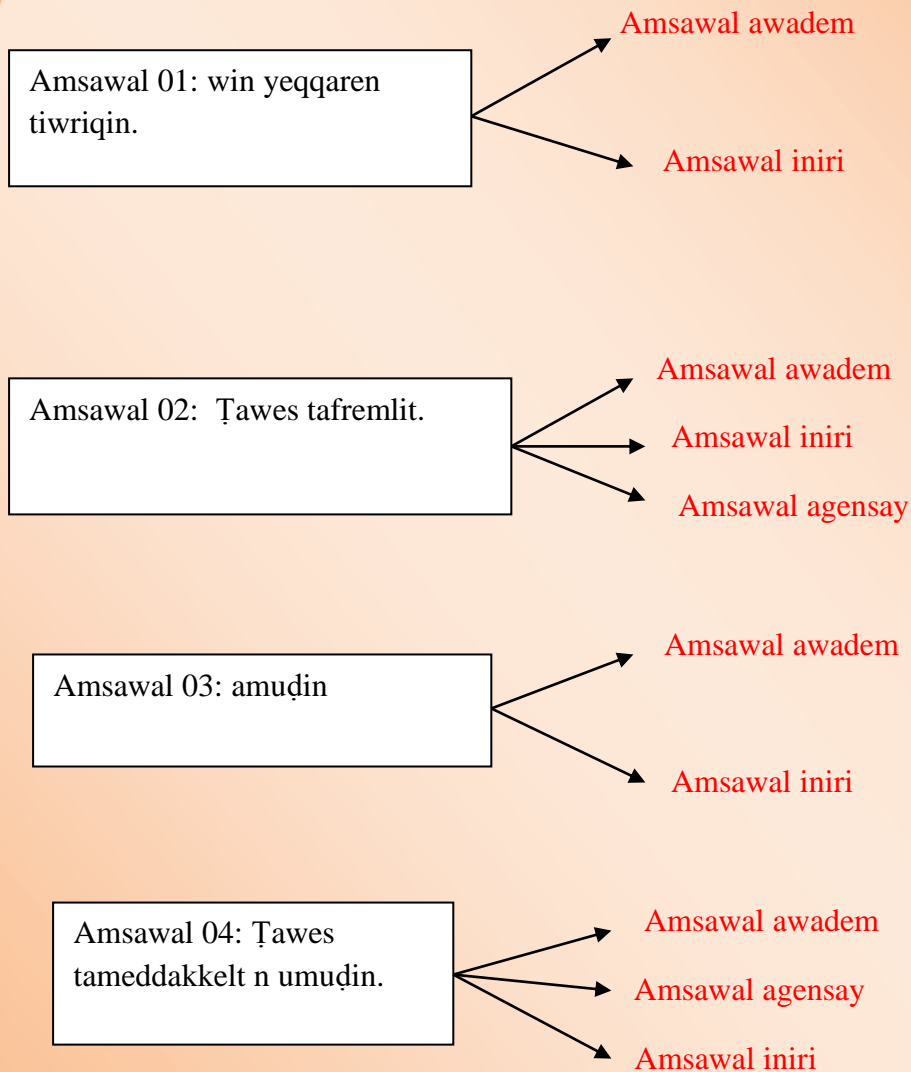 Amsawal awadem
Amsawal 01: win yeqqaren
tiwriqin.
Amsawal iniri
Amsawal awadem
Amsawal 02: Ṭawes tafremlit.
Amsawal iniri
Amsawal agensay
Amsawal awadem
Amsawal 03: amuḍin
Amsawal iniri
Amsawal awadem
Amsawal 04: Ṭawes
tameddakkelt n umuḍin.
Amsawal agensay
Amsawal iniri